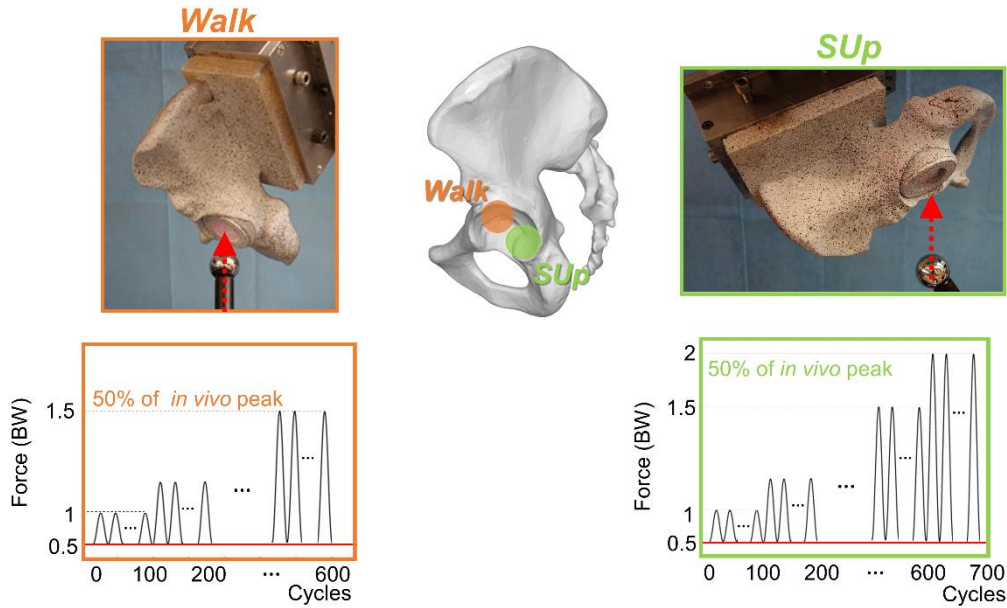 Walk
SUp
Walk
SUp
50% of in vivo peak
1.5
1
0.5
Force (BW)
0 100 200 ... 600
Cycles
50% of in vivo peak
2
1.5
1
0.5
Force (BW)
0 100 200 ... 600 700
Cycles